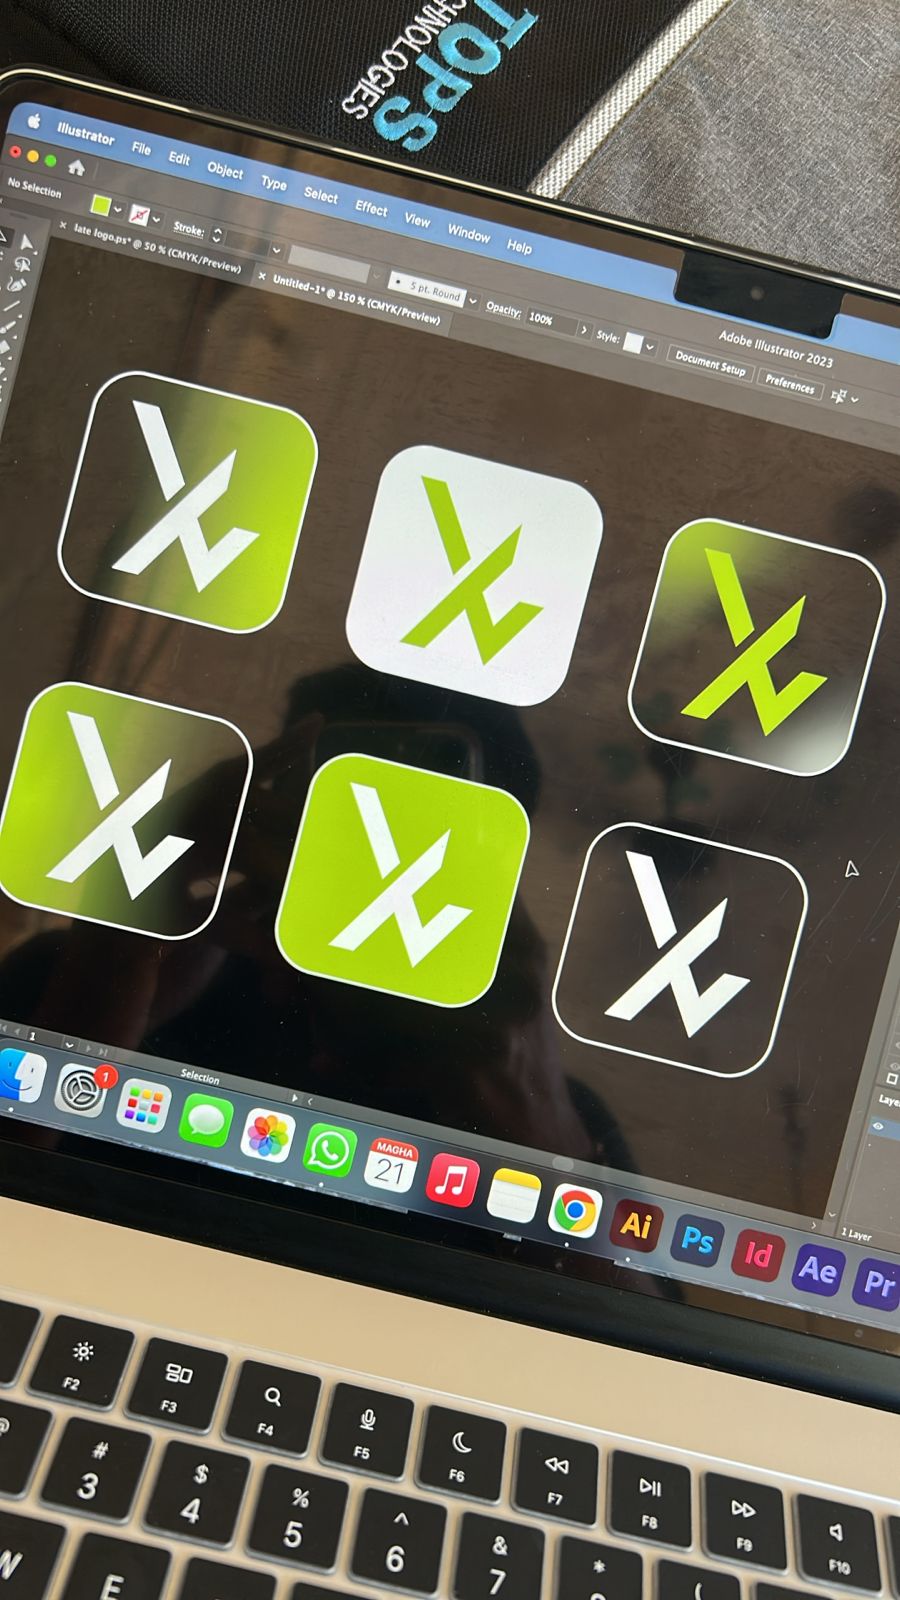 TOPS
CHNOLOGIES
Illustrator File Edit Object Type Select Effect View Window Help
No Selection Stroke: 5 pt. Round Opacity: 100% Style: Document Setup Preferences
Adobe Illustrator 2023
× late logo.ps* @ 50 % (CMYK/Preview)
× Untitled-1* @ 150 % (CMYK/Preview)
1
Selection
Laye
1 Layer
1
MAGHA
21
Ai
Ps
Id
Ae
Pr
F2
F3
F4
F5
F6
F7
F8
F9
F10
@
# 3
$ 4
% 5
^ 6
& 7
*
(
W
E